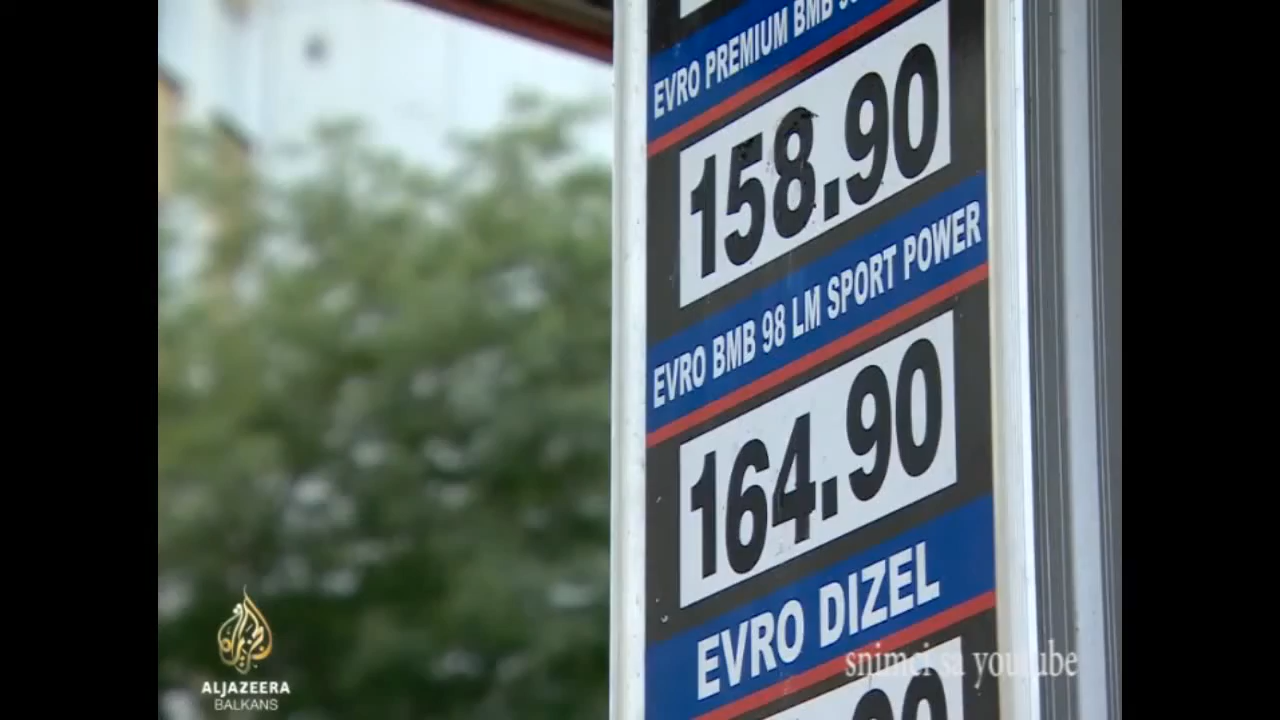 EVRO PREMIUM BMB
158.90
EVRO BMB 98 LM SPORT POWER
164.90
EVRO DIZEL
snimci sa youtube
ALJAZEERA
BALKANS